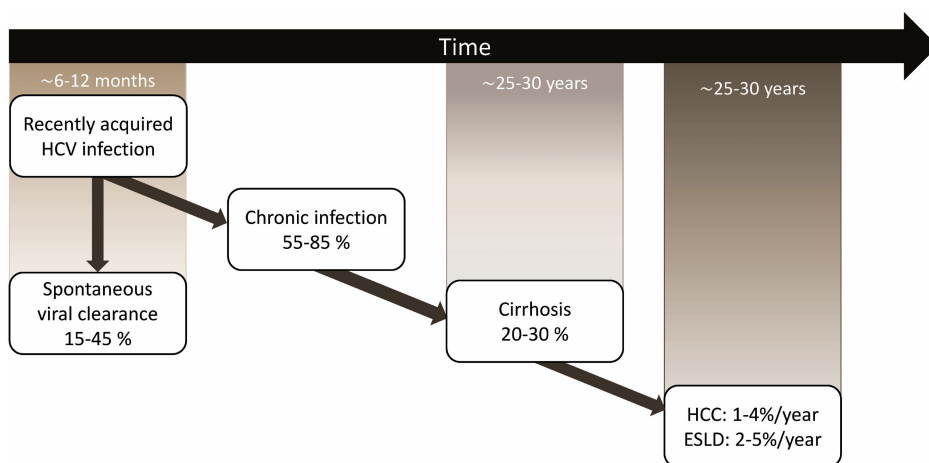 Time
~6-12 months
~25-30 years
~25-30 years
Recently acquired
HCV infection
Chronic infection
55-85 %
Spontaneous
viral clearance
15-45 %
Cirrhosis
20-30 %
HCC: 1-4%/year
ESLD: 2-5%/year